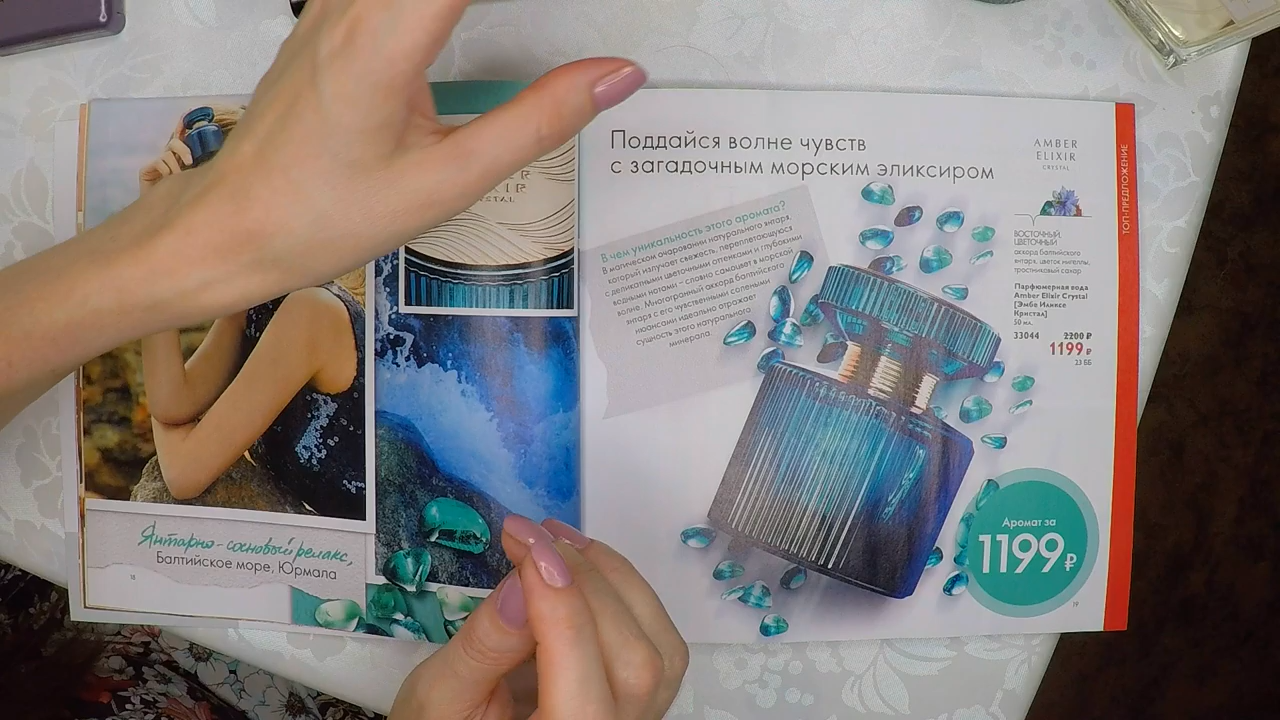 Янтарно-сосновый релакс,
Балтийское море, Юрмала
18
Поддайся волне чувств
с загадочным морским эликсиром
В чем уникальность этого аромата?
В магическом очаровании натурального янтаря,
который излучает свежесть, переплетающуюся
с деликатными цветочными оттенками и глубокими
водными нотами – словно самоцвет в морской
волне. Многогранный аккорд балтийского
янтаря с его чувственными солеными
нюансами идеально отражает
сущность этого натурального
минерала.
AMBER
ELIXIR
CRYSTAL
ВОСТОЧНЫЙ,
ЦВЕТОЧНЫЙ
аккорд балтийского
янтаря, цветок нигеллы,
тростниковый сахар
Парфюмерная вода
Amber Elixir Crystal
[Эмбе Иликсе
Кристал]
50 мл.
33044 2200 ₽
1199 ₽
23 ББ
ТОП-ПРЕДЛОЖЕНИЕ
Аромат за
1199 ₽
19